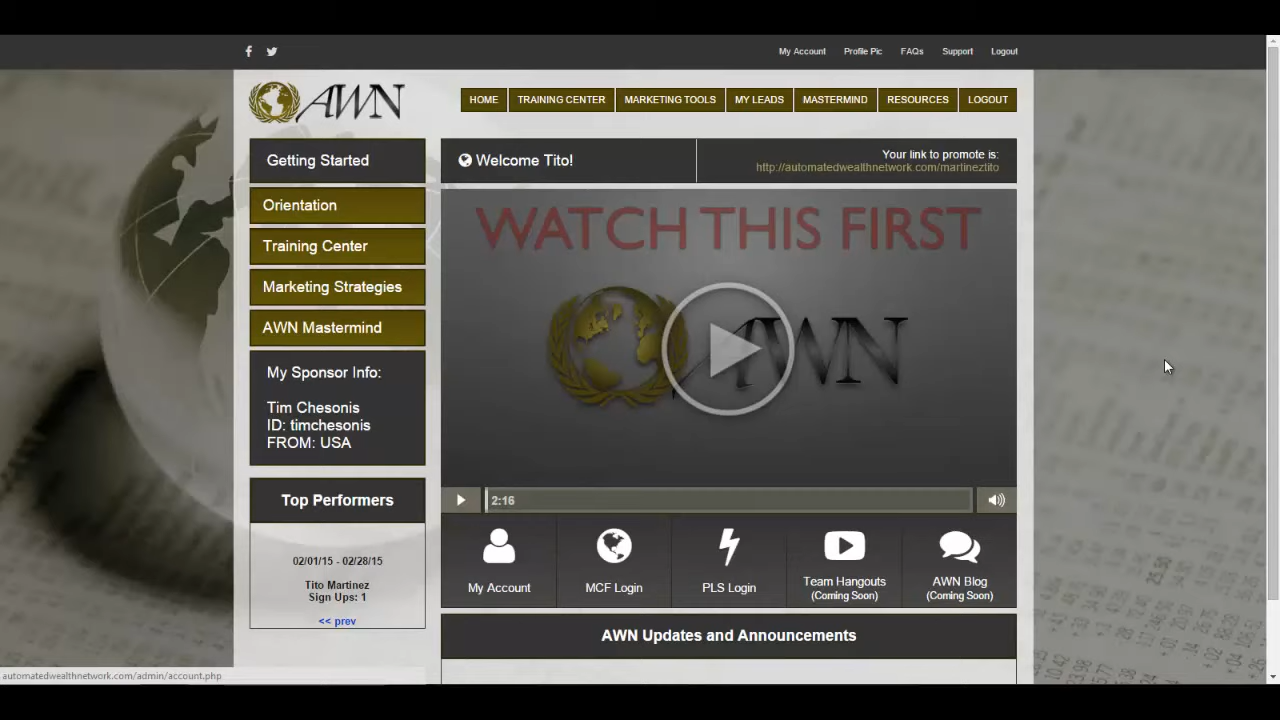 My Account Profile Pic FAQs Support Logout
AWN
HOME TRAINING CENTER MARKETING TOOLS MY LEADS MASTERMIND RESOURCES LOGOUT
Getting Started
Orientation
Training Center
Marketing Strategies
AWN Mastermind
My Sponsor Info:
Tim Chesonis
ID: timchesonis
FROM: USA
Top Performers
02/01/15 - 02/28/15
Tito Martinez
Sign Ups: 1
<< prev
Welcome Tito!
Your link to promote is:
http://automatedwealthnetwork.com/martineztito
WATCH THIS FIRST
AWN
2:16
My Account
MCF Login
PLS Login
Team Hangouts
(Coming Soon)
AWN Blog
(Coming Soon)
AWN Updates and Announcements
automatedwealthnetwork.com/admin/account.php